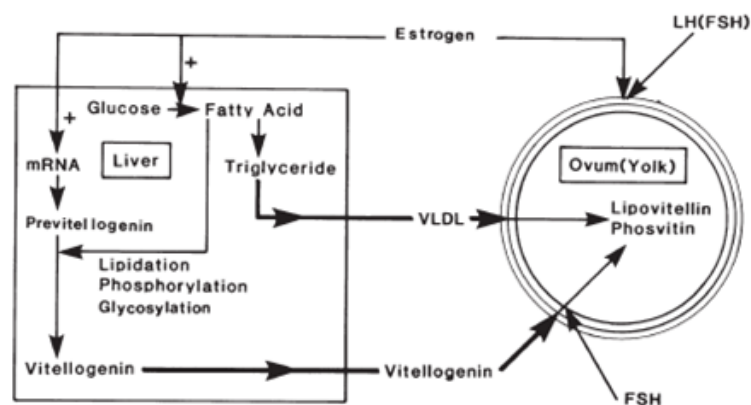 Estrogen
LH(FSH)
+
+
Glucose
Fatty Acid
mRNA
Liver
Triglyceride
Ovum(Yolk)
Previtellogenin
VLDL
Lipovitellin
Phosvitin
Lipidation
Phosphorylation
Glycosylation
Vitellogenin
Vitellogenin
FSH